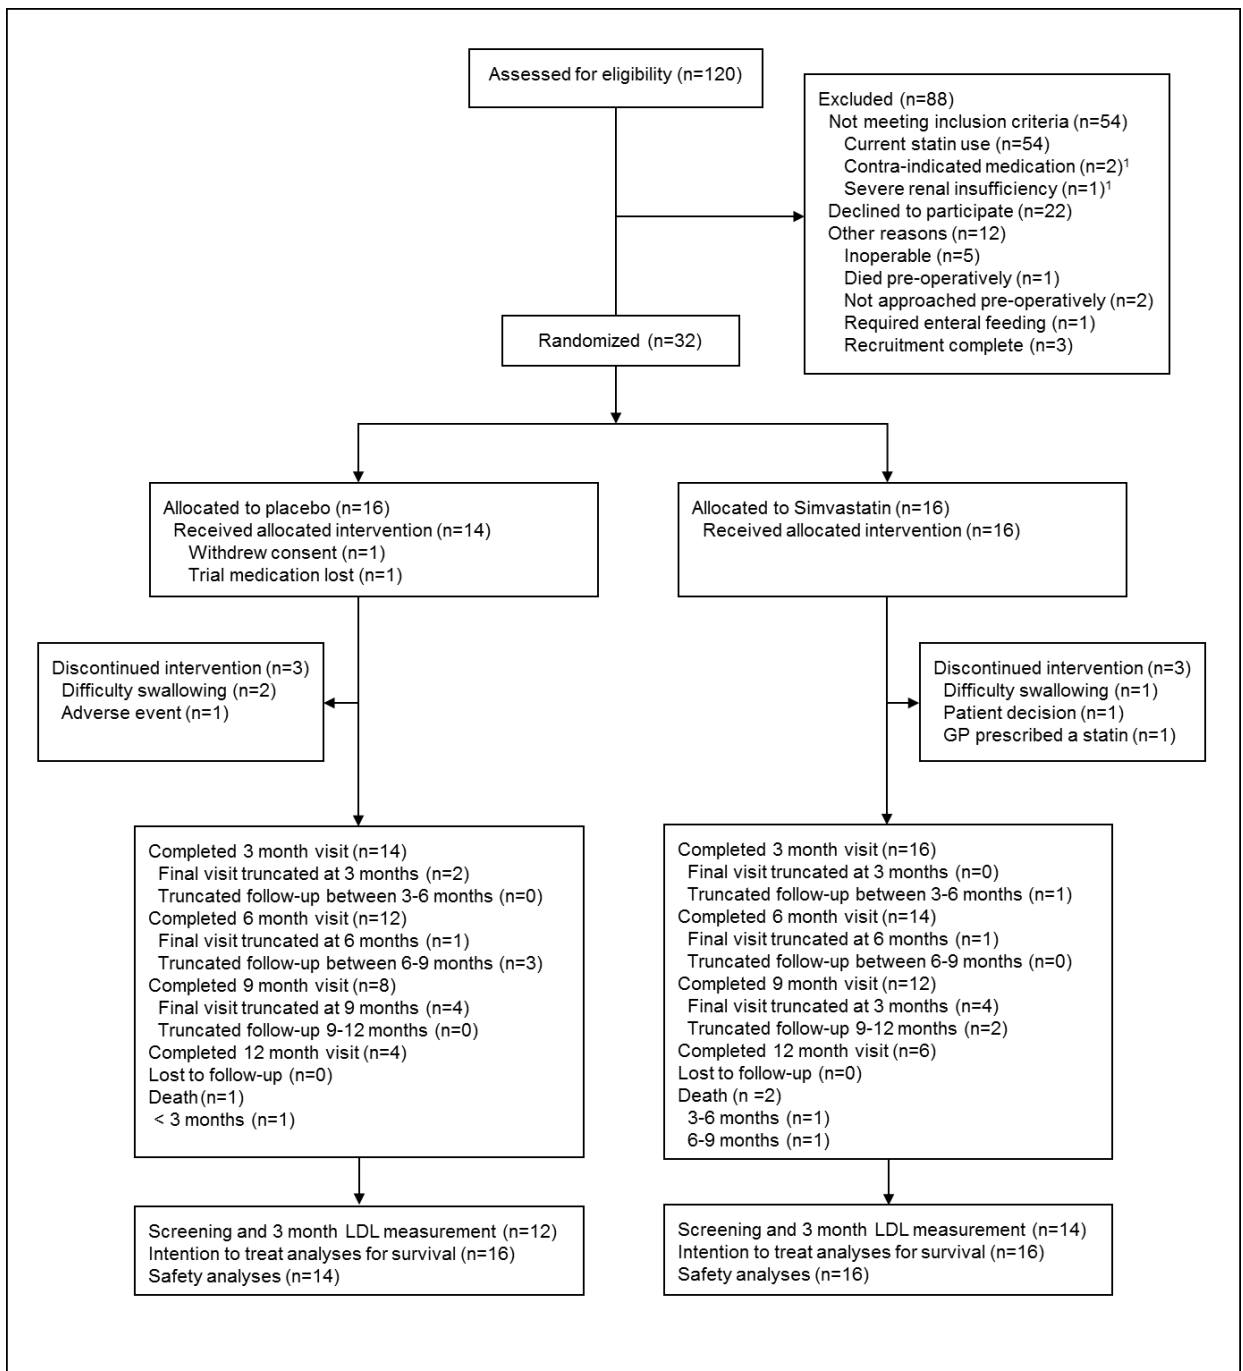 Assessed for eligibility (n=120)
Excluded (n=88)
Not meeting inclusion criteria (n=54)
Current statin use (n=54)
Contra-indicated medication (n=2)¹
Severe renal insufficiency (n=1)¹
Declined to participate (n=22)
Other reasons (n=12)
Inoperable (n=5)
Died pre-operatively (n=1)
Not approached pre-operatively (n=2)
Required enteral feeding (n=1)
Recruitment complete (n=3)
Randomized (n=32)
Allocated to placebo (n=16)
Received allocated intervention (n=14)
Withdrew consent (n=1)
Trial medication lost (n=1)
Allocated to Simvastatin (n=16)
Received allocated intervention (n=16)
Discontinued intervention (n=3)
Difficulty swallowing (n=2)
Adverse event (n=1)
Discontinued intervention (n=3)
Difficulty swallowing (n=1)
Patient decision (n=1)
GP prescribed a statin (n=1)
Completed 3 month visit (n=14)
Final visit truncated at 3 months (n=2)
Truncated follow-up between 3-6 months (n=0)
Completed 6 month visit (n=12)
Final visit truncated at 6 months (n=1)
Truncated follow-up between 6-9 months (n=3)
Completed 9 month visit (n=8)
Final visit truncated at 9 months (n=4)
Truncated follow-up 9-12 months (n=0)
Completed 12 month visit (n=4)
Lost to follow-up (n=0)
Death (n=1)
< 3 months (n=1)
Completed 3 month visit (n=16)
Final visit truncated at 3 months (n=0)
Truncated follow-up between 3-6 months (n=1)
Completed 6 month visit (n=14)
Final visit truncated at 6 months (n=1)
Truncated follow-up between 6-9 months (n=0)
Completed 9 month visit (n=12)
Final visit truncated at 3 months (n=4)
Truncated follow-up 9-12 months (n=2)
Completed 12 month visit (n=6)
Lost to follow-up (n=0)
Death (n =2)
3-6 months (n=1)
6-9 months (n=1)
Screening and 3 month LDL measurement (n=12)
Intention to treat analyses for survival (n=16)
Safety analyses (n=14)
Screening and 3 month LDL measurement (n=14)
Intention to treat analyses for survival (n=16)
Safety analyses (n=16)